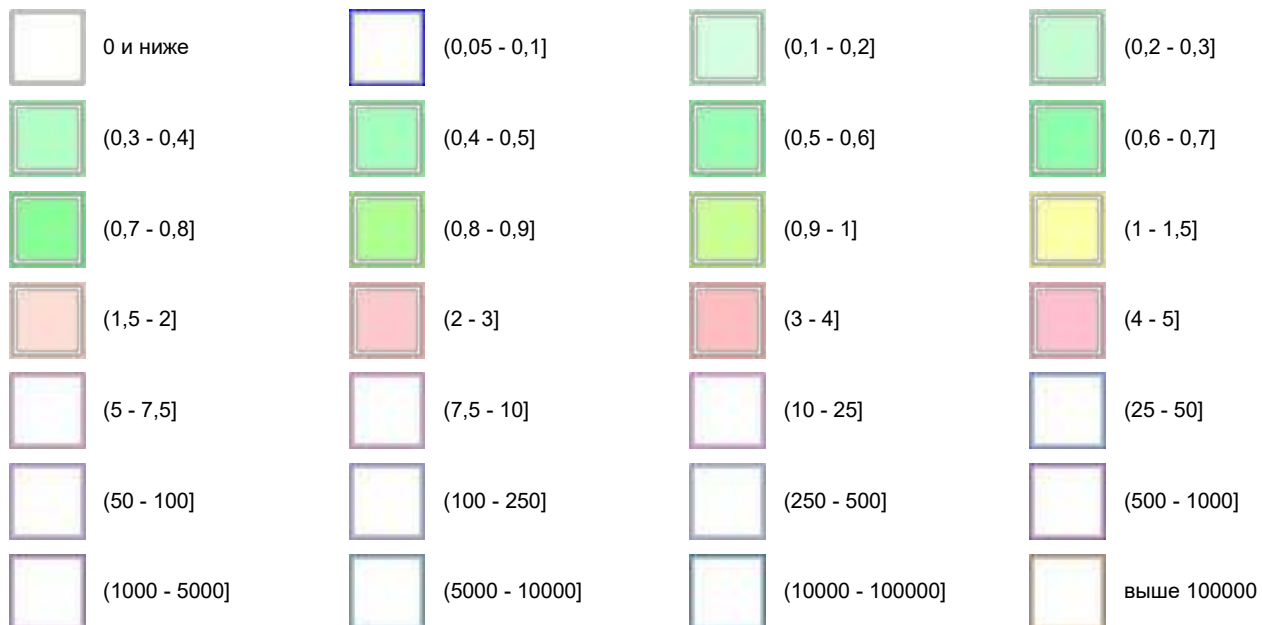 0 и ниже (0,05 - 0,1] (0,1 - 0,2] (0,2 - 0,3]
(0,3 - 0,4] (0,4 - 0,5] (0,5 - 0,6] (0,6 - 0,7]
(0,7 - 0,8] (0,8 - 0,9] (0,9 - 1] (1 - 1,5]
(1,5 - 2] (2 - 3] (3 - 4] (4 - 5]
(5 - 7,5] (7,5 - 10] (10 - 25] (25 - 50]
(50 - 100] (100 - 250] (250 - 500] (500 - 1000]
(1000 - 5000] (5000 - 10000] (10000 - 100000] выше 100000